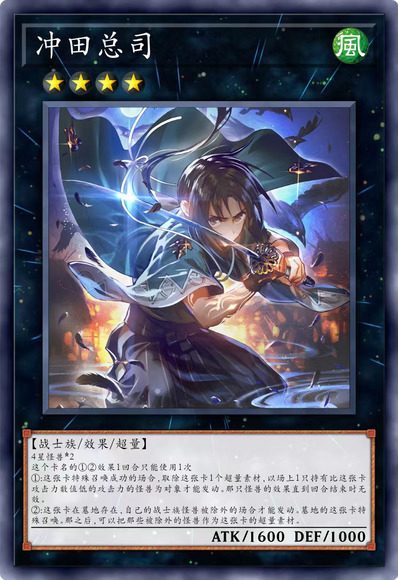 冲田总司
風
【战士族/效果/超量】
4星怪兽*2
这个卡名的①②效果1回合只能使用1次
①:这张卡特殊召唤成功的场合,取除这张卡1个超量素材,以场上1只持有比这张卡
攻击力数值低的攻击力的怪兽为对象才能发动。那只怪兽的效果直到回合结束时无
效。
②:这张卡在墓地存在,自己的战士族怪兽被除外的场合才能发动。墓地的这张卡特
殊召唤。那之后,可以把那些被除外的怪兽作为这张卡的超量素材。
ATK/1600 DEF/1000